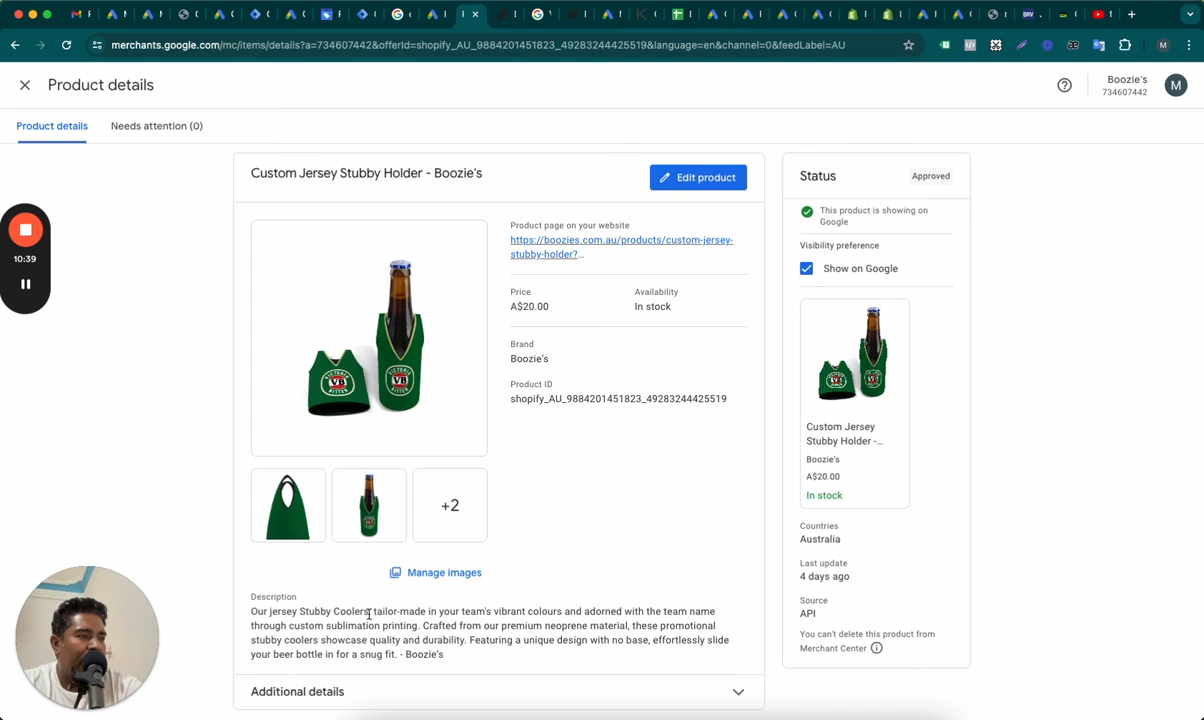 merchants.google.com/mc/items/details?a=734607442&offerId=shopify_AU_9884201451823_49283244425519&language=en&channel=0&feedLabel=AU
M
Product details
Boozie's
734607442
M
Product details
Needs attention (0)
Custom Jersey Stubby Holder - Boozie's
Edit product
Status
Approved
This product is showing on
Google
Visibility preference
Show on Google
10:39
Product page on your website
https://boozies.com.au/products/custom-jersey-
stubby-holder?...
Price
A$20.00
Availability
In stock
Brand
Boozie's
Product ID
shopify_AU_9884201451823_49283244425519
VICTORIA
VB
BITTER
VICTORIA
VB
BITTER
Custom Jersey
Stubby Holder -...
Boozie's
A$20.00
In stock
+2
Countries
Australia
Last update
4 days ago
Source
API
You can't delete this product from
Merchant Center
Manage images
Description
Our jersey Stubby Coolers tailor-made in your team's vibrant colours and adorned with the team name
through custom sublimation printing. Crafted from our premium neoprene material, these promotional
stubby coolers showcase quality and durability. Featuring a unique design with no base, effortlessly slide
your beer bottle in for a snug fit. - Boozie's
Additional details